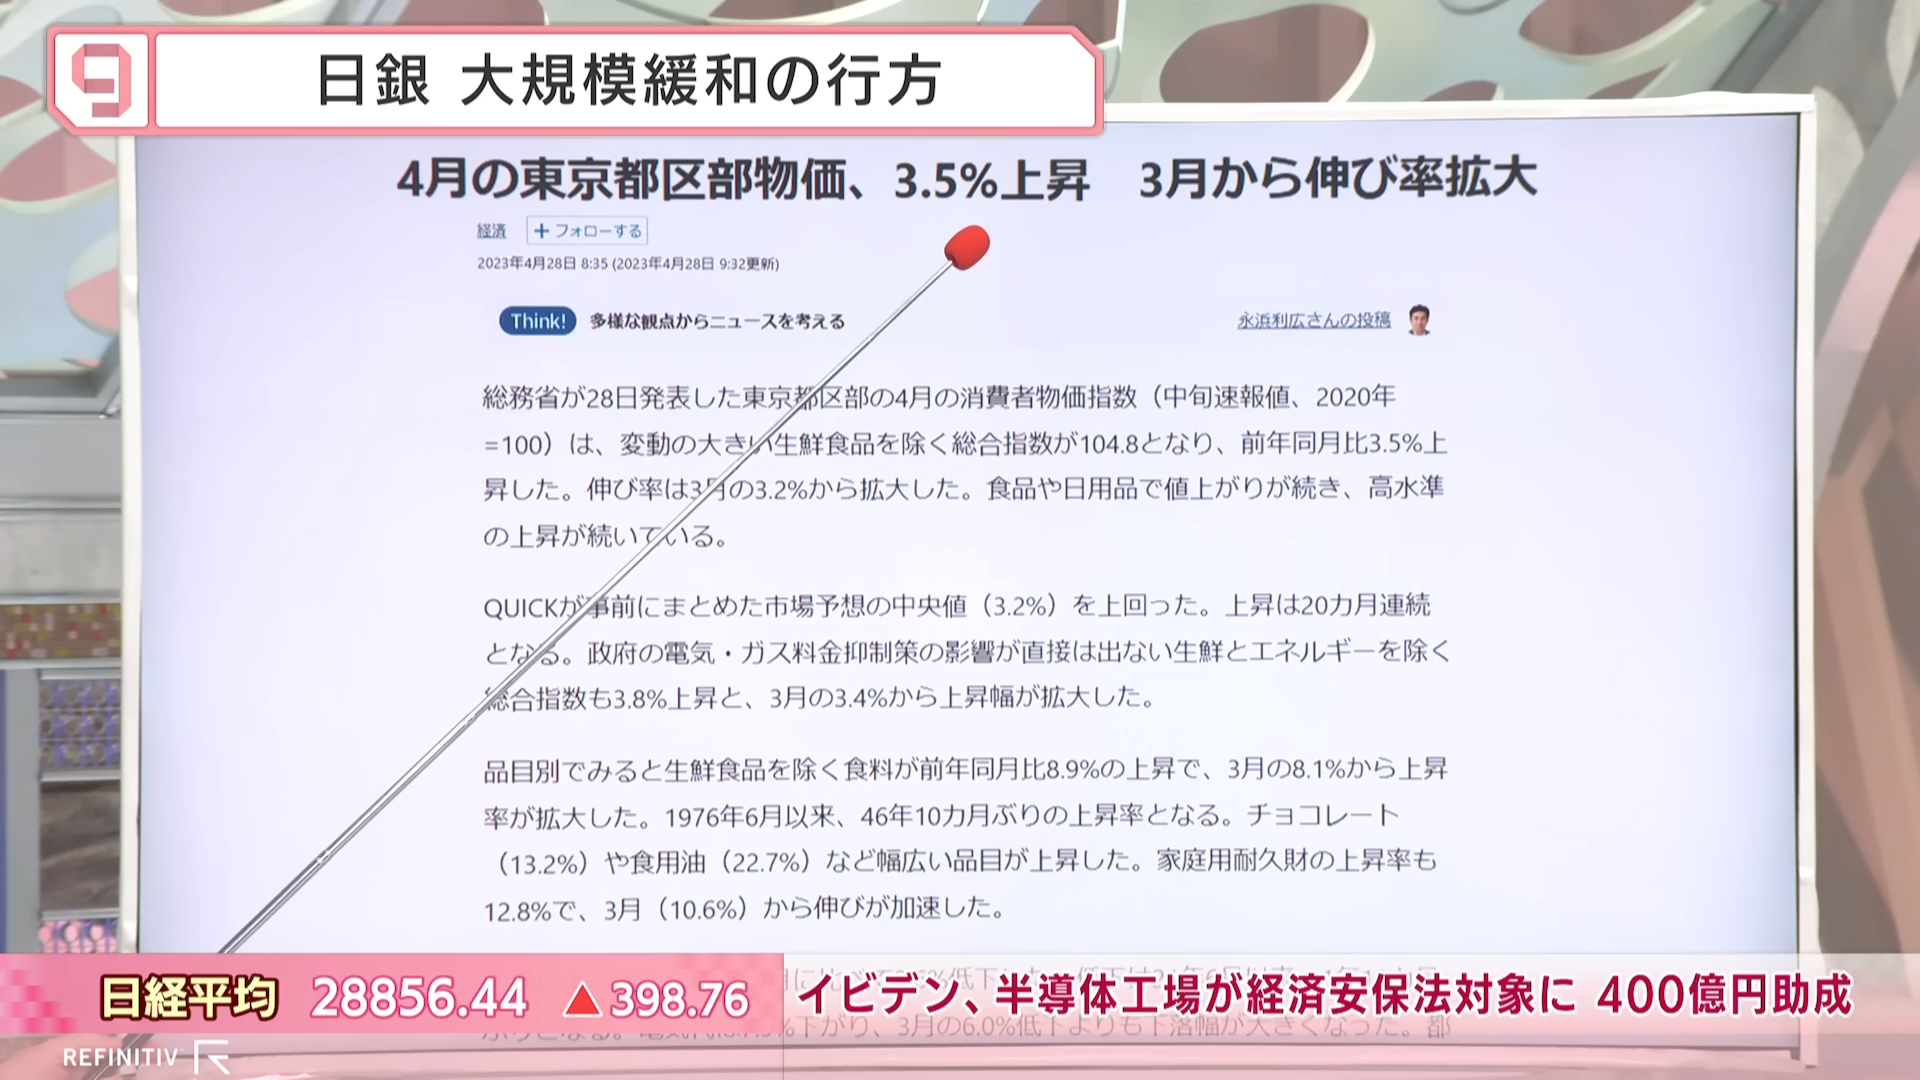 9
日銀 大規模緩和の行方
4月の東京都区部物価、3.5%上昇　3月から伸び率拡大
経済 + フォローする
2023年4月28日 8:35 (2023年4月28日 9:32更新)
Think! 多様な観点からニュースを考える 永浜利広さんの投稿
総務省が28日発表した東京都区部の4月の消費者物価指数（中旬速報値、2020年
=100）は、変動の大きい生鮮食品を除く総合指数が104.8となり、前年同月比3.5%上
昇した。伸び率は3月の3.2%から拡大した。食品や日用品で値上がりが続き、高水準
の上昇が続いている。
QUICKが事前にまとめた市場予想の中央値（3.2%）を上回った。上昇は20カ月連続
となる。政府の電気・ガス料金抑制策の影響が直接は出ない生鮮とエネルギーを除く
総合指数も3.8%上昇と、3月の3.4%から上昇幅が拡大した。
品目別でみると生鮮食品を除く食料が前年同月比8.9%の上昇で、3月の8.1%から上昇
率が拡大した。1976年6月以来、46年10カ月ぶりの上昇率となる。チョコレート
（13.2%）や食用油（22.7%）など幅広い品目が上昇した。家庭用耐久財の上昇率も
12.8%で、3月（10.6%）から伸びが加速した。
日経平均 28856.44 ▲398.76 イビデン、半導体工場が経済安保法対象に 400億円助成
%下がり、3月の6.0%低下よりも下落幅が大きくなった。都
REFINITIV